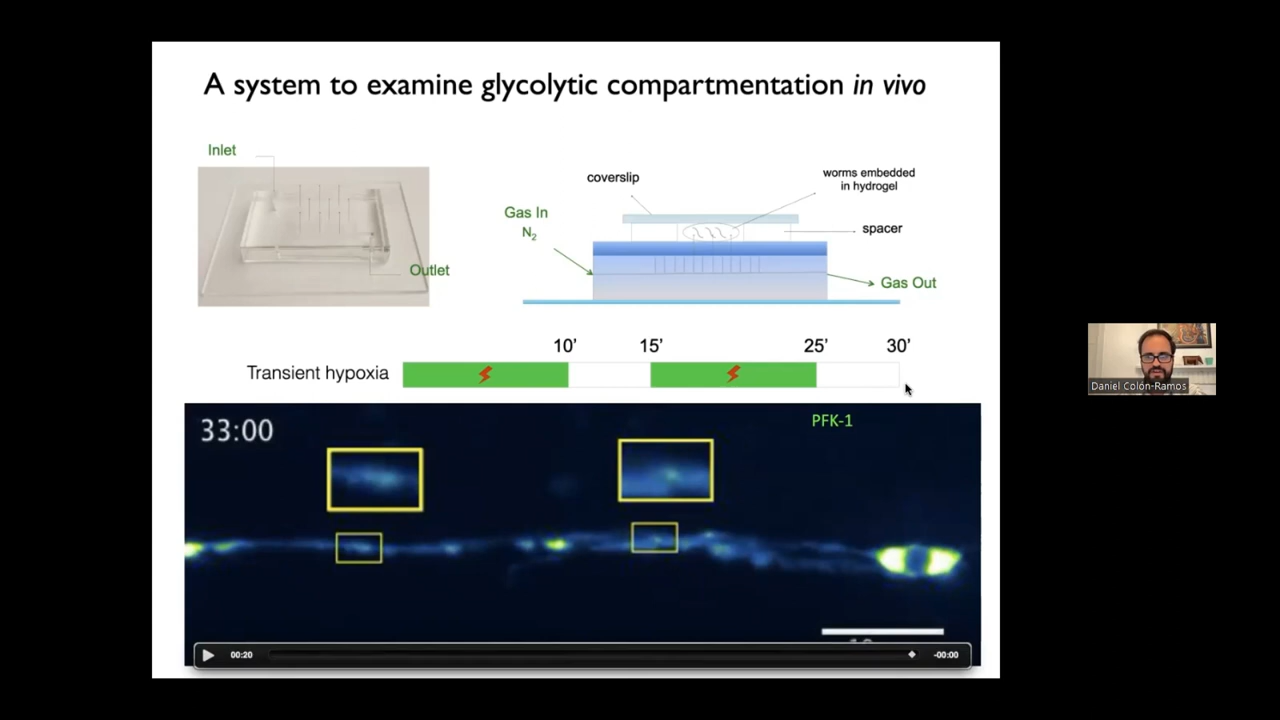 A system to examine glycolytic compartmentation in vivo
Inlet
Outlet
coverslip
worms embedded
in hydrogel
Gas In
N₂
spacer
Gas Out
10’ 15’ 25’ 30’
Transient hypoxia
33:00
PFK-1
00:20
-00:00
Daniel Colón-Ramos